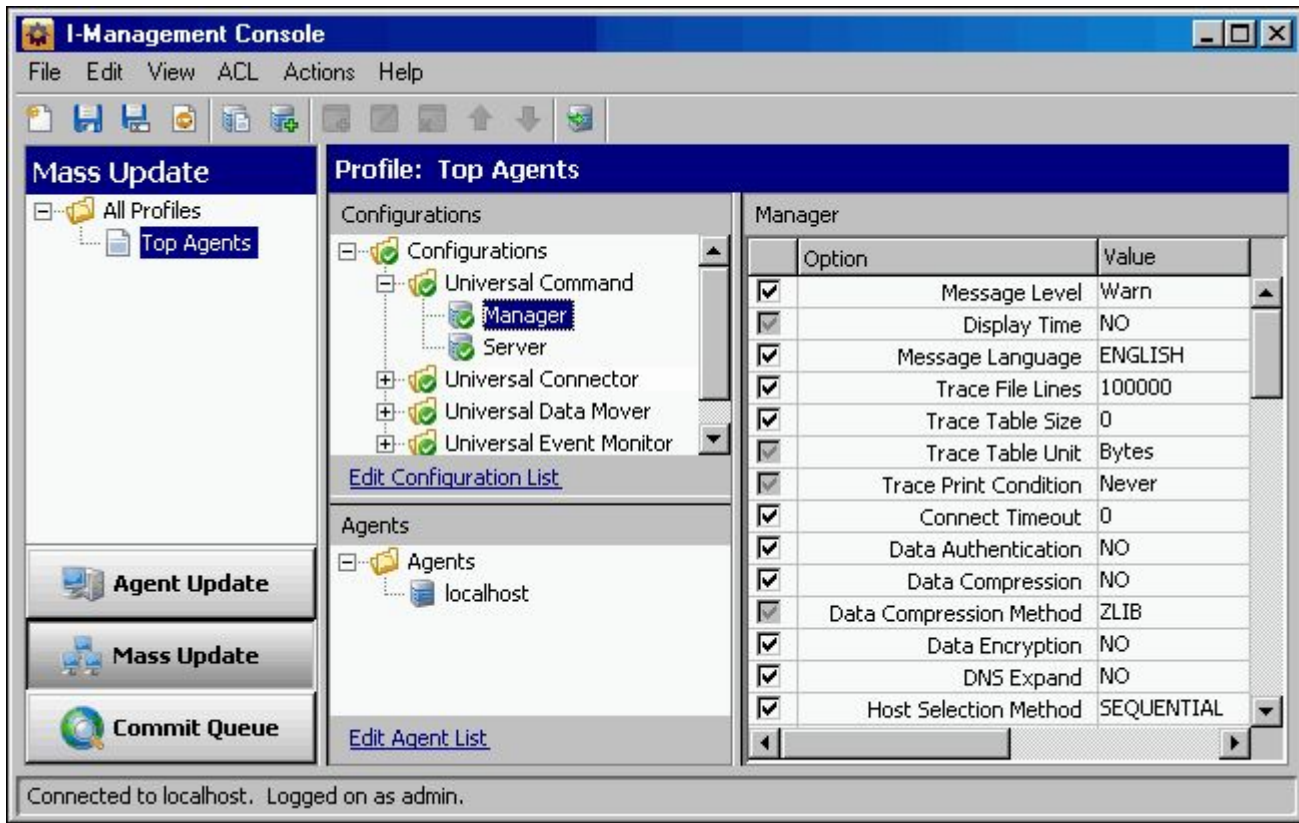 I-Management Console
File Edit View ACL Actions Help
Mass Update
All Profiles
Top Agents
Agent Update
Mass Update
Commit Queue
Profile: Top Agents
Configurations
Configurations
Universal Command
Manager
Server
Universal Connector
Universal Data Mover
Universal Event Monitor
Edit Configuration List
Agents
Agents
localhost
Edit Agent List
Manager
Option Value
Message Level Warn
Display Time NO
Message Language ENGLISH
Trace File Lines 100000
Trace Table Size 0
Trace Table Unit Bytes
Trace Print Condition Never
Connect Timeout 0
Data Authentication NO
Data Compression NO
Data Compression Method ZLIB
Data Encryption NO
DNS Expand NO
Host Selection Method SEQUENTIAL
Connected to localhost. Logged on as admin.